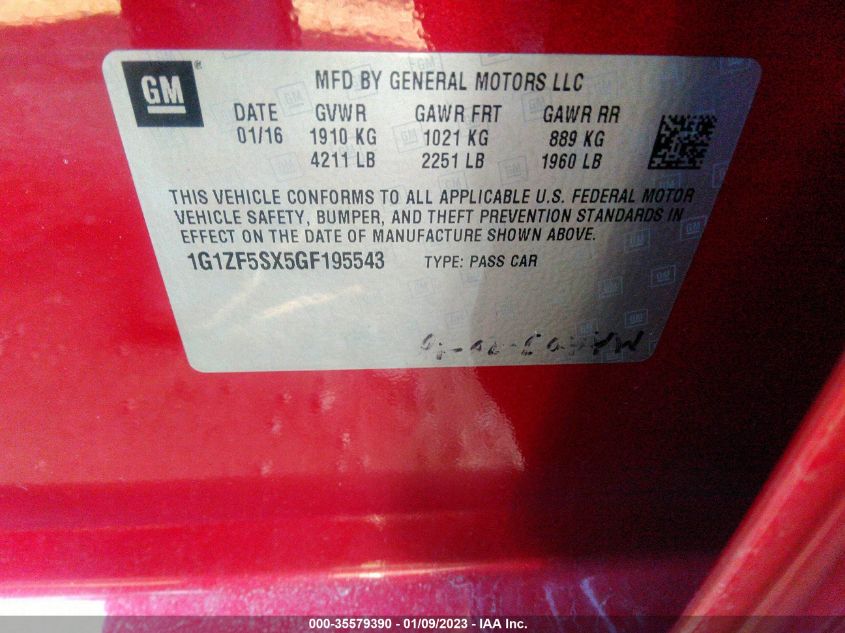 GM®
MFD BY GENERAL MOTORS LLC
DATE GVWR GAWR FRT GAWR RR
01/16 1910 KG 1021 KG 889 KG
4211 LB 2251 LB 1960 LB
THIS VEHICLE CONFORMS TO ALL APPLICABLE U.S. FEDERAL MOTOR
VEHICLE SAFETY, BUMPER, AND THEFT PREVENTION STANDARDS IN
EFFECT ON THE DATE OF MANUFACTURE SHOWN ABOVE.
1G1ZF5SX5GF195543 TYPE: PASS CAR
000-35579390 - 01/09/2023 - IAA Inc.